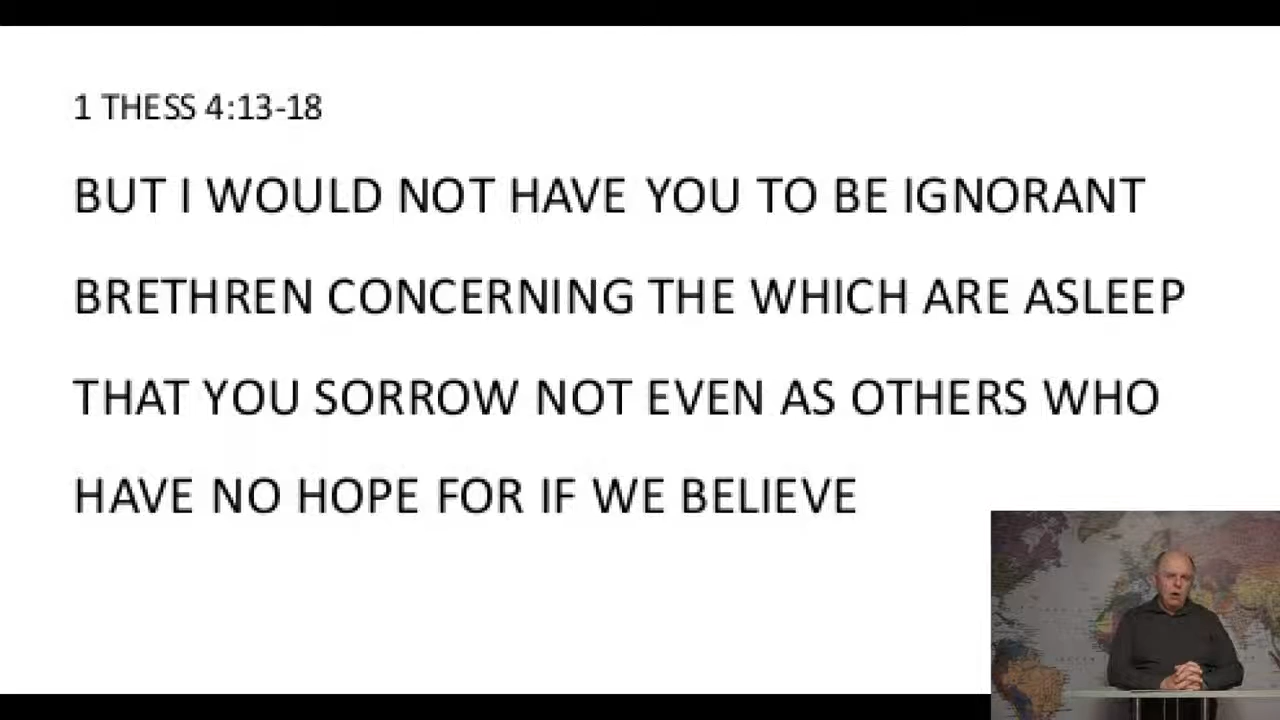 1 THESS 4:13-18
BUT I WOULD NOT HAVE YOU TO BE IGNORANT
BRETHREN CONCERNING THE WHICH ARE ASLEEP
THAT YOU SORROW NOT EVEN AS OTHERS WHO
HAVE NO HOPE FOR IF WE BELIEVE